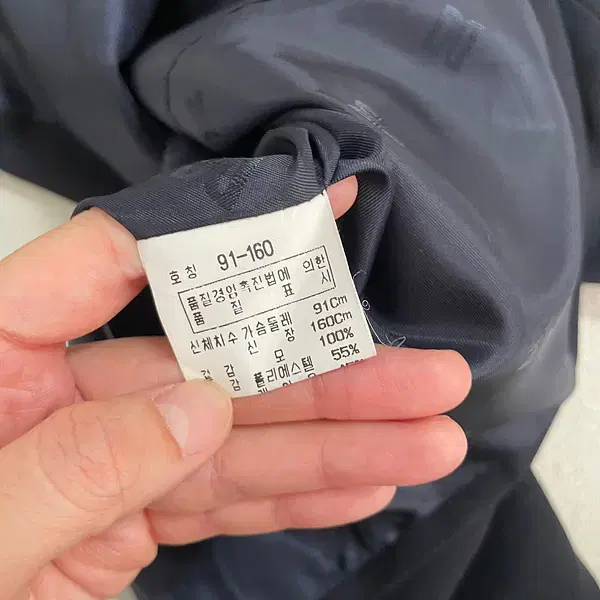 호칭 91-160
품질경영촉진법에 의한
품 질 표 시
신체치수 가슴둘레 91Cm
신 장 160Cm
감 모 100%
감 폴리에스텔 55%